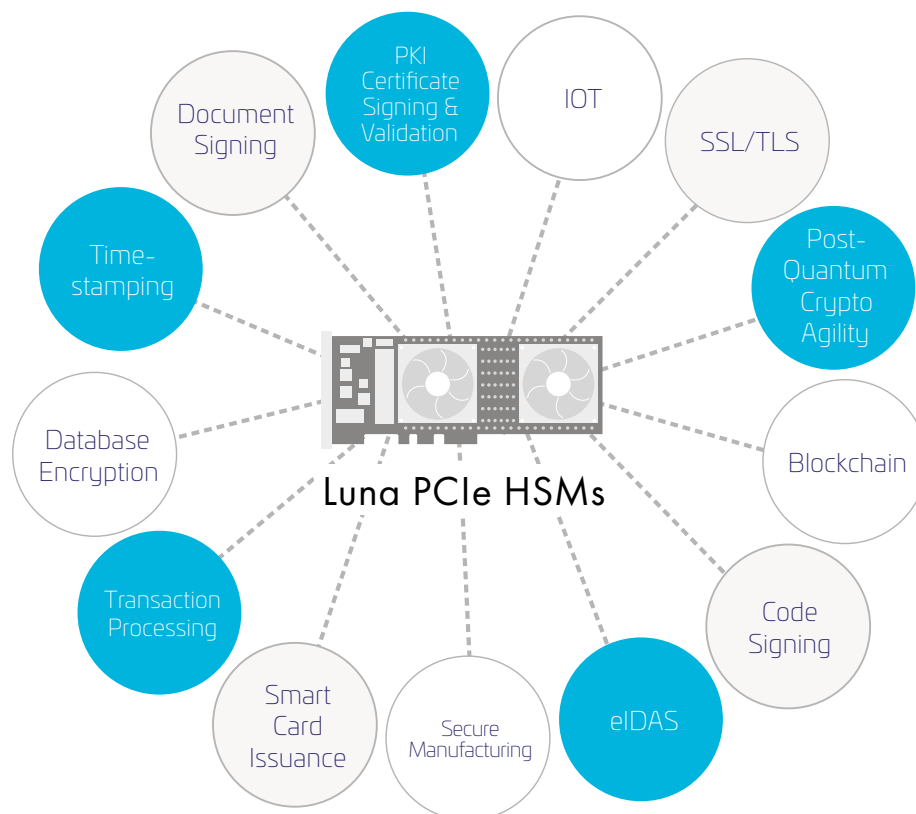 PKI
Certificate
Signing &
Validation
IOT
Document
Signing
SSL/TLS
Time-
stamping
Post-
Quantum
Crypto
Agility
Database
Encryption
Blockchain
Luna PCIe HSMs
Transaction
Processing
Code
Signing
Smart
Card
Issuance
Secure
Manufacturing
eIDAS